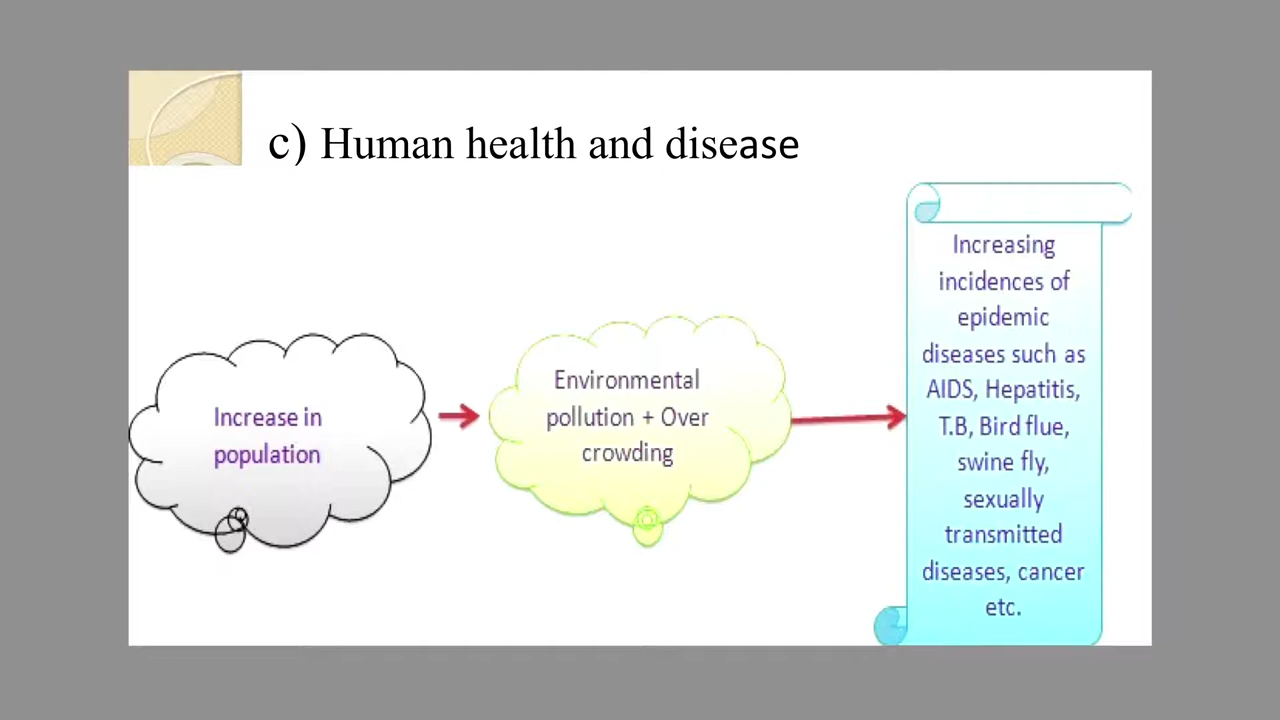 c) Human health and disease
Increase in
population
Environmental
pollution + Over
crowding
Increasing
incidences of
epidemic
diseases such as
AIDS, Hepatitis,
T.B, Bird flue,
swine fly,
sexually
transmitted
diseases, cancer
etc.